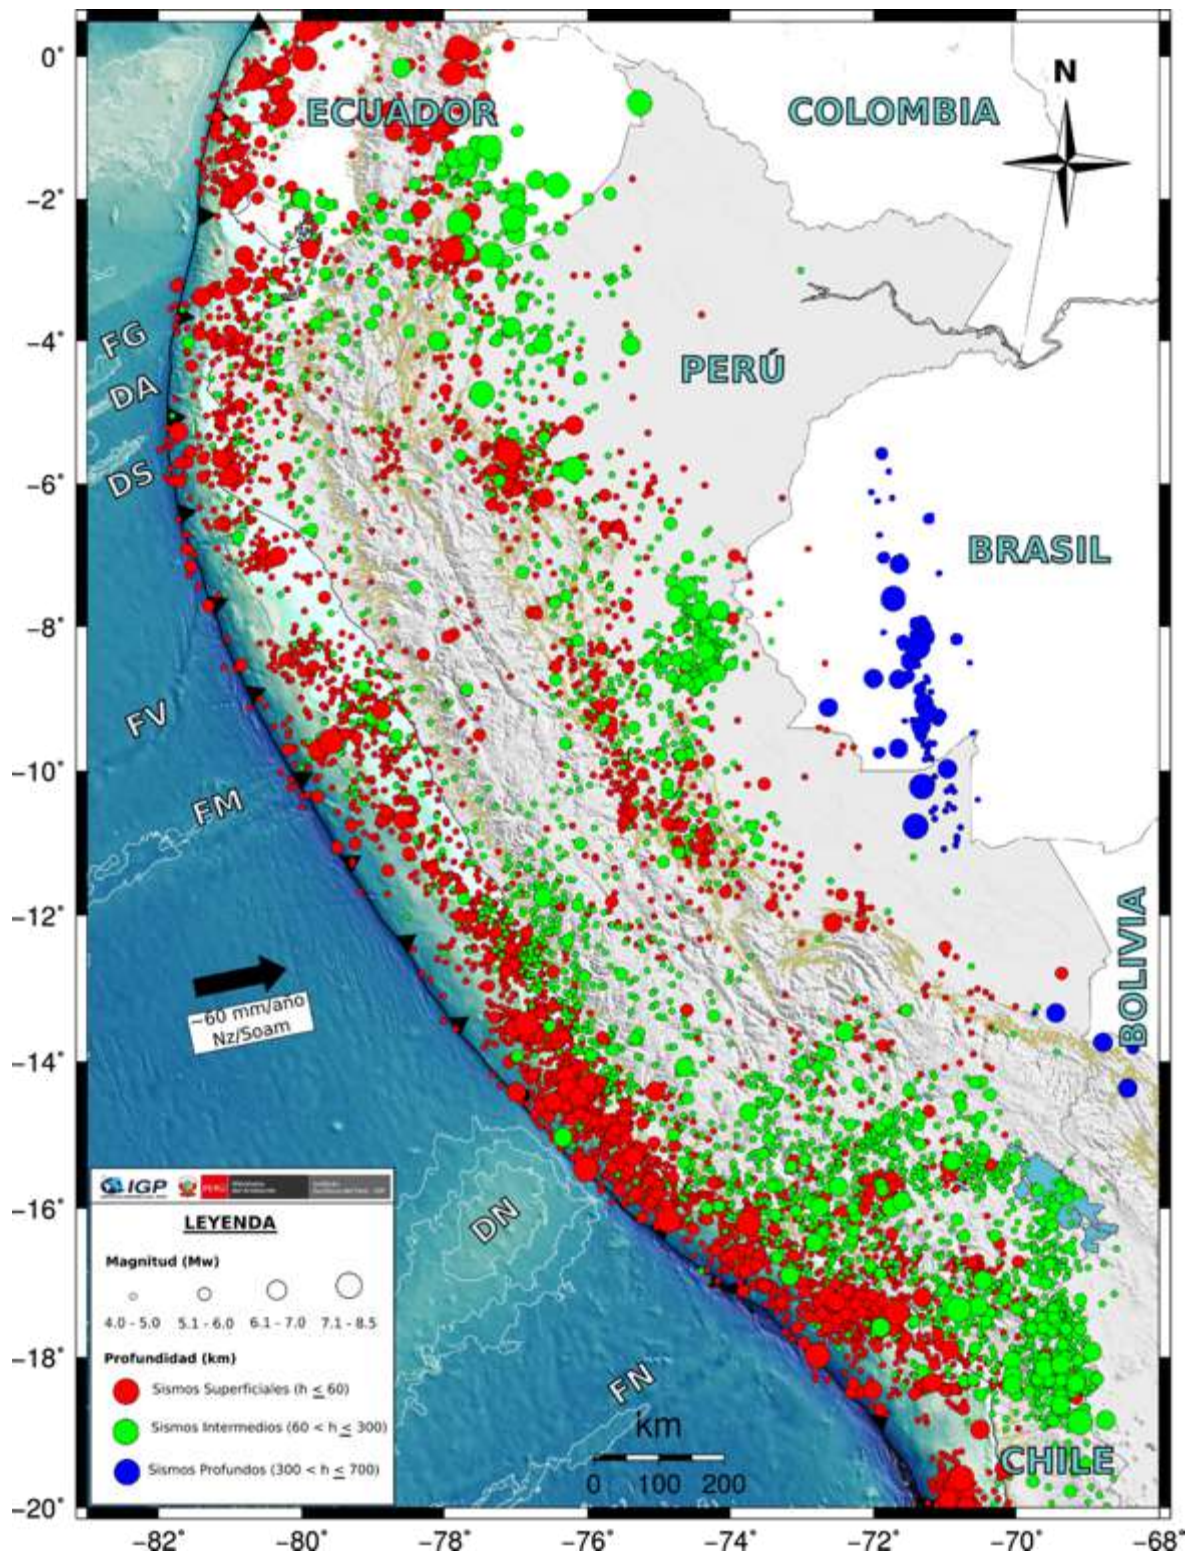 0°
−2°
−4°
−6°
−8°
−10°
−12°
−14°
−16°
−18°
−20°
ECUADOR
COLOMBIA
N
PERÚ
FG
DA
DS
BRASIL
FV
FM
BOLIVIA
~60 mm/año
Nz/Soam
DN
FN
IGP
PERÚ
LEYENDA
Magnitud (Mw)
4.0 - 5.0 5.1 - 6.0 6.1 - 7.0 7.1 - 8.5
Profundidad (km)
Sismos Superficiales (h ≤ 60)
Sismos Intermedios (60 < h ≤ 300)
Sismos Profundos (300 < h ≤ 700)
km
0 100 200
CHILE
−82° −80° −78° −76° −74° −72° −70° −68°